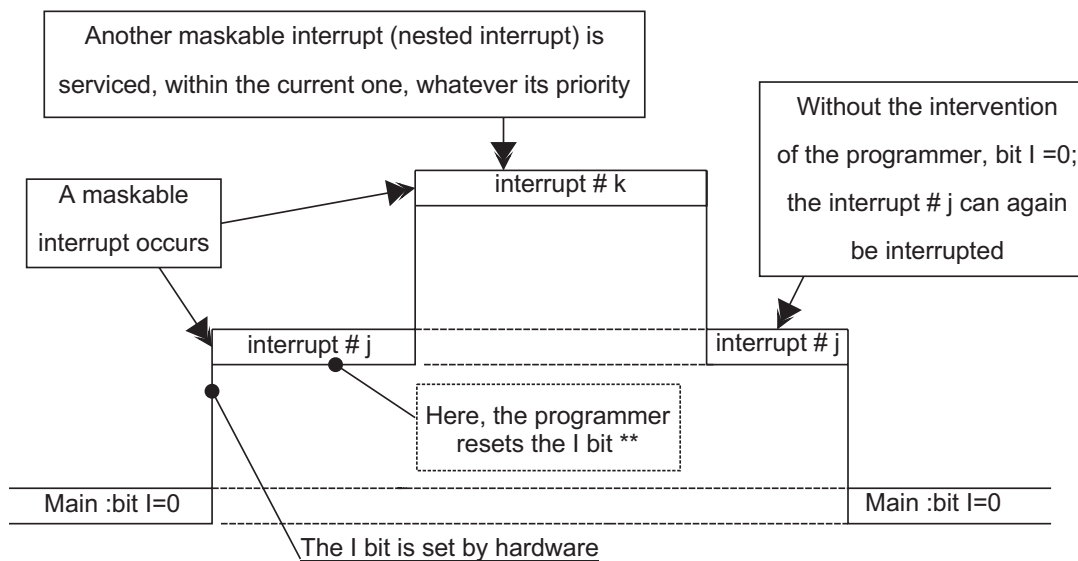 Another maskable interrupt (nested interrupt) is
serviced, within the current one, whatever its priority
Without the intervention
of the programmer, bit I =0;
the interrupt # j can again
be interrupted
A maskable
interrupt occurs
interrupt # k
interrupt # j
interrupt # j
Here, the programmer
resets the I bit **
Main :bit I=0
Main :bit I=0
The I bit is set by hardware